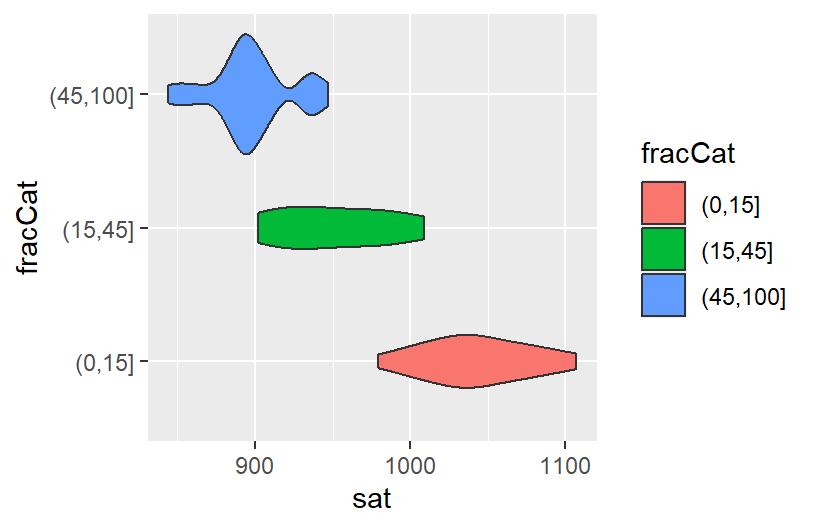 fracCat
(45,100]
(15,45]
(0,15]
900 1000 1100
sat
fracCat
(0,15]
(15,45]
(45,100]